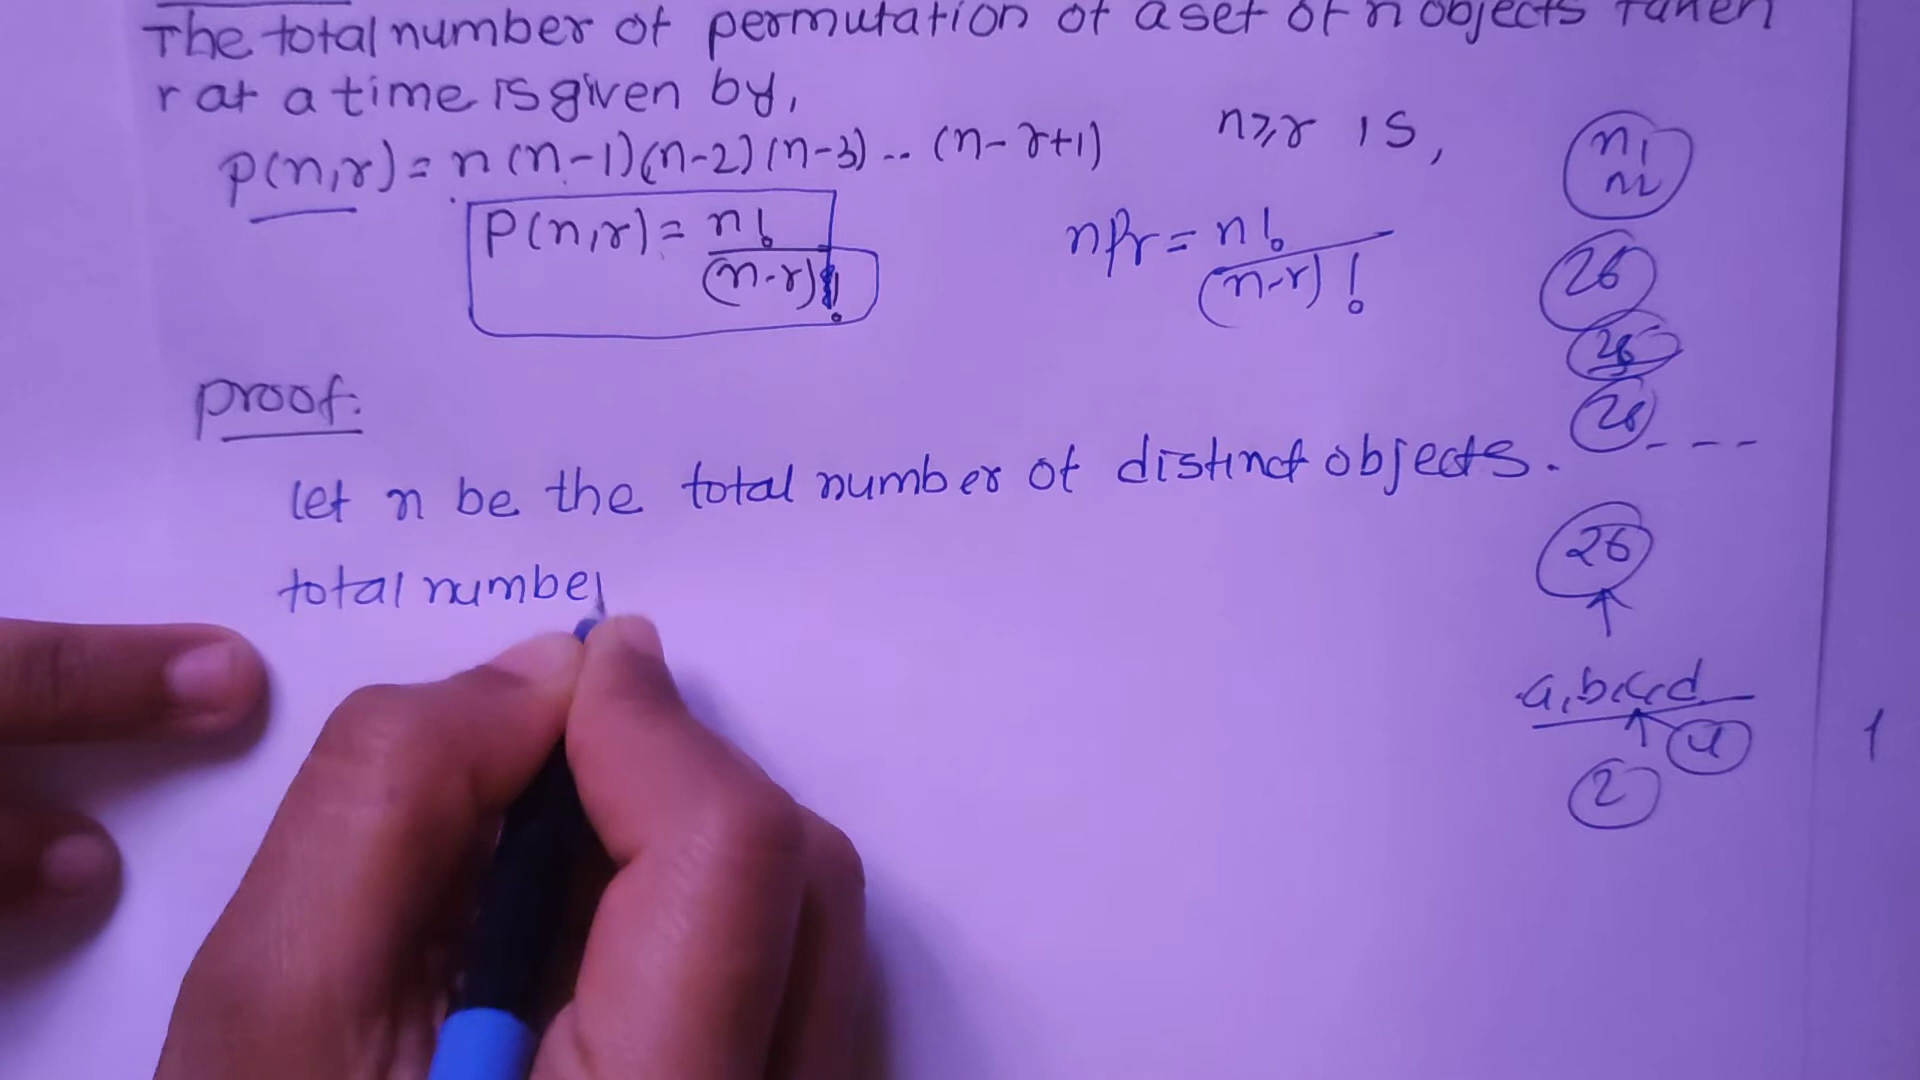 The total number of permutation of a set of n objects taken
r at a time is given by,
P(n,r) = n(n-1)(n-2)(n-3)..(n-r+1) n≥r is,
P(n,r) = n!/(n-r)!
nPr = n!/(n-r)!
proof:
let n be the total number of distinct objects.
total numbe
n1
n2
26
26
26 ---
26
a,b,c,d
4
2
1